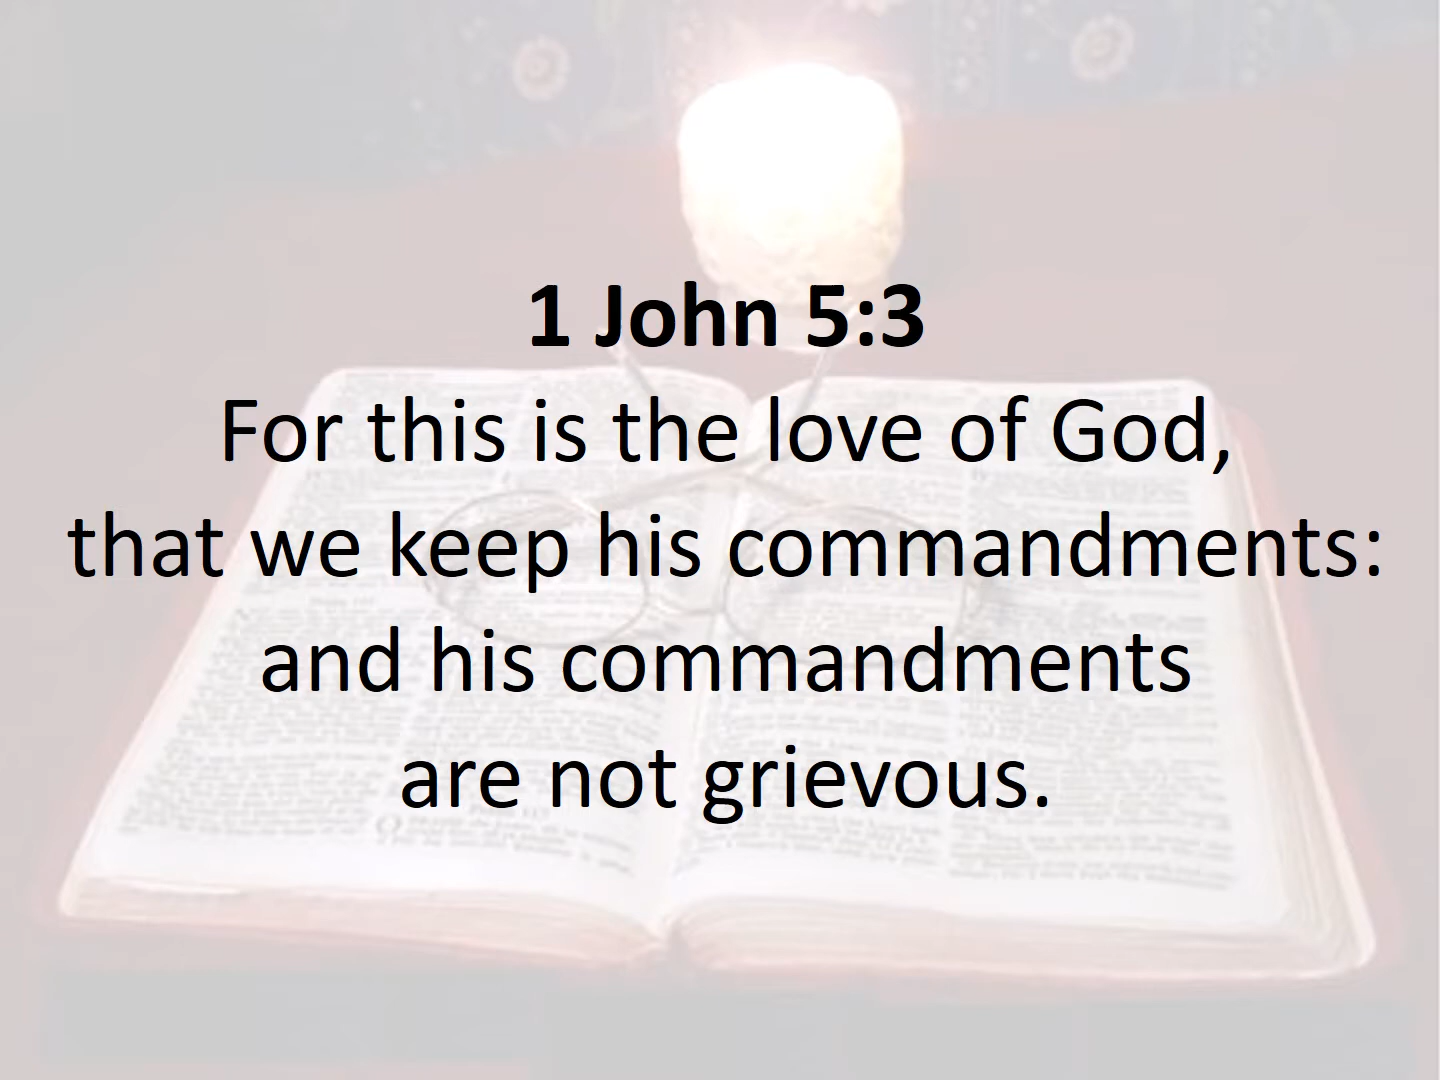 1 John 5:3
For this is the love of God,
that we keep his commandments:
and his commandments
are not grievous.